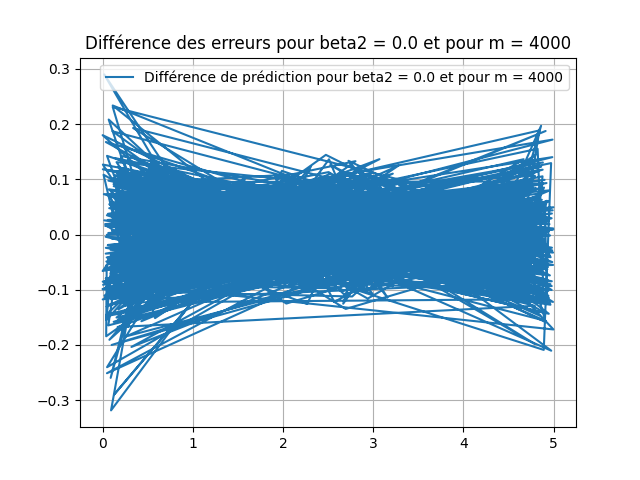 Différence des erreurs pour beta2 = 0.0 et pour m = 4000
Différence de prédiction pour beta2 = 0.0 et pour m = 4000
0.3
0.2
0.1
0.0
−0.1
−0.2
−0.3
0 1 2 3 4 5